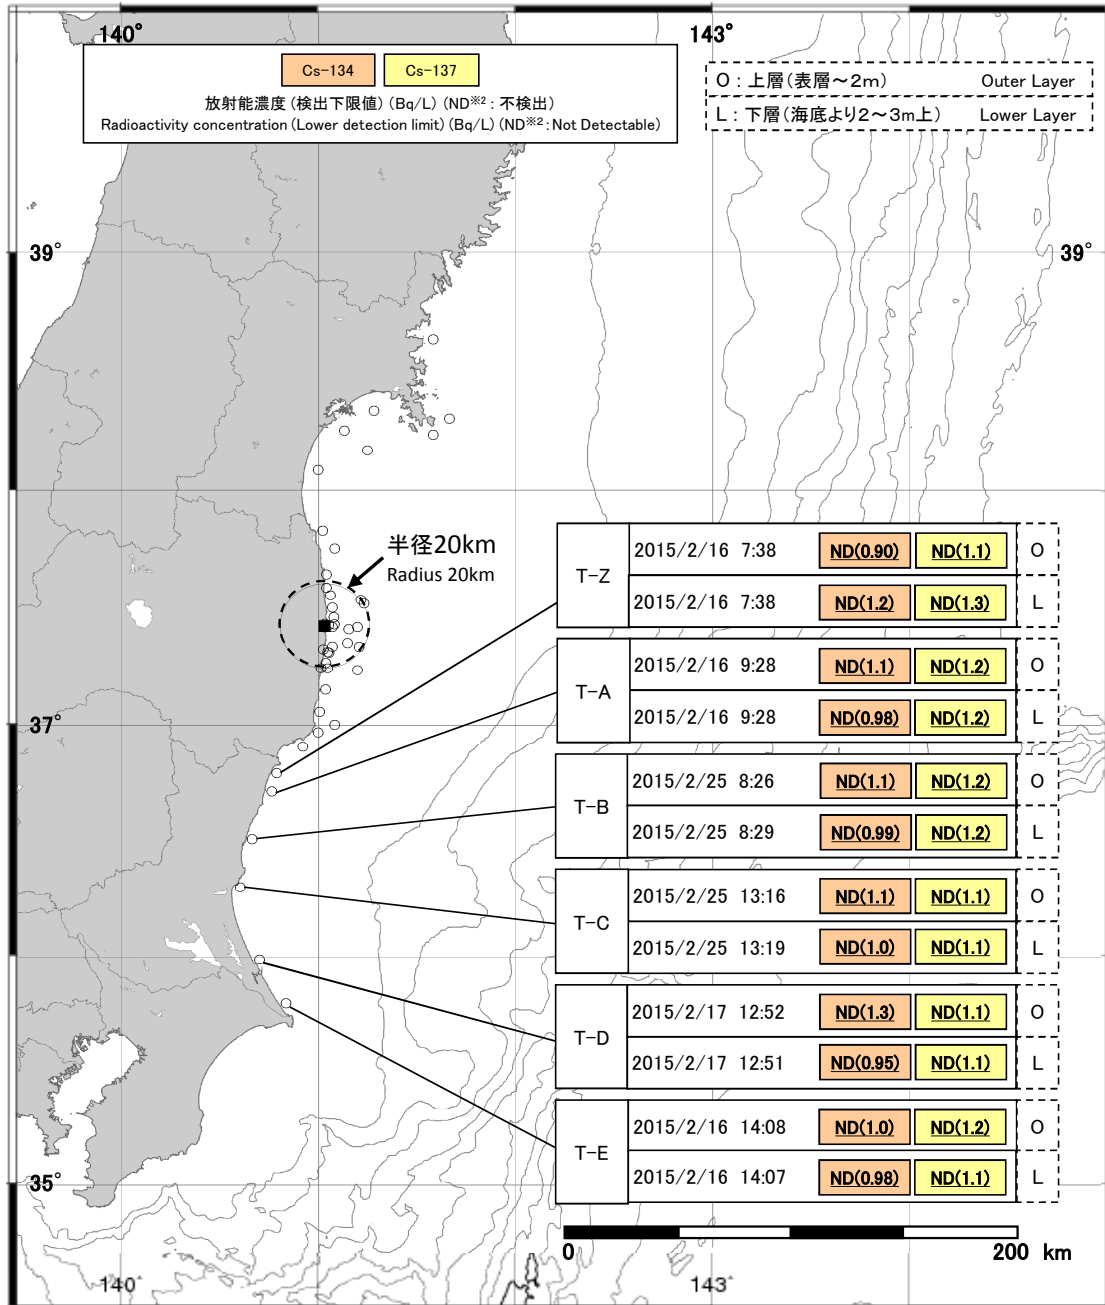 140° 143°
Cs-134 Cs-137
放射能濃度(検出下限値)(Bq/L)(ND※2:不検出)
Radioactivity concentration(Lower detection limit)(Bq/L)(ND※2:Not Detectable)
O:上層(表層~2m) Outer Layer
L:下層(海底より2~3m上) Lower Layer
39° 39°
半径20km
Radius 20km
T-Z
2015/2/16 7:38 ND(0.90) ND(1.1) O
2015/2/16 7:38 ND(1.2) ND(1.3) L
T-A
2015/2/16 9:28 ND(1.1) ND(1.2) O
2015/2/16 9:28 ND(0.98) ND(1.2) L
37°
T-B
2015/2/25 8:26 ND(1.1) ND(1.2) O
2015/2/25 8:29 ND(0.99) ND(1.2) L
T-C
2015/2/25 13:16 ND(1.1) ND(1.1) O
2015/2/25 13:19 ND(1.0) ND(1.1) L
T-D
2015/2/17 12:52 ND(1.3) ND(1.1) O
2015/2/17 12:51 ND(0.95) ND(1.1) L
T-E
2015/2/16 14:08 ND(1.0) ND(1.2) O
2015/2/16 14:07 ND(0.98) ND(1.1) L
35°
0 200 km
140° 143°